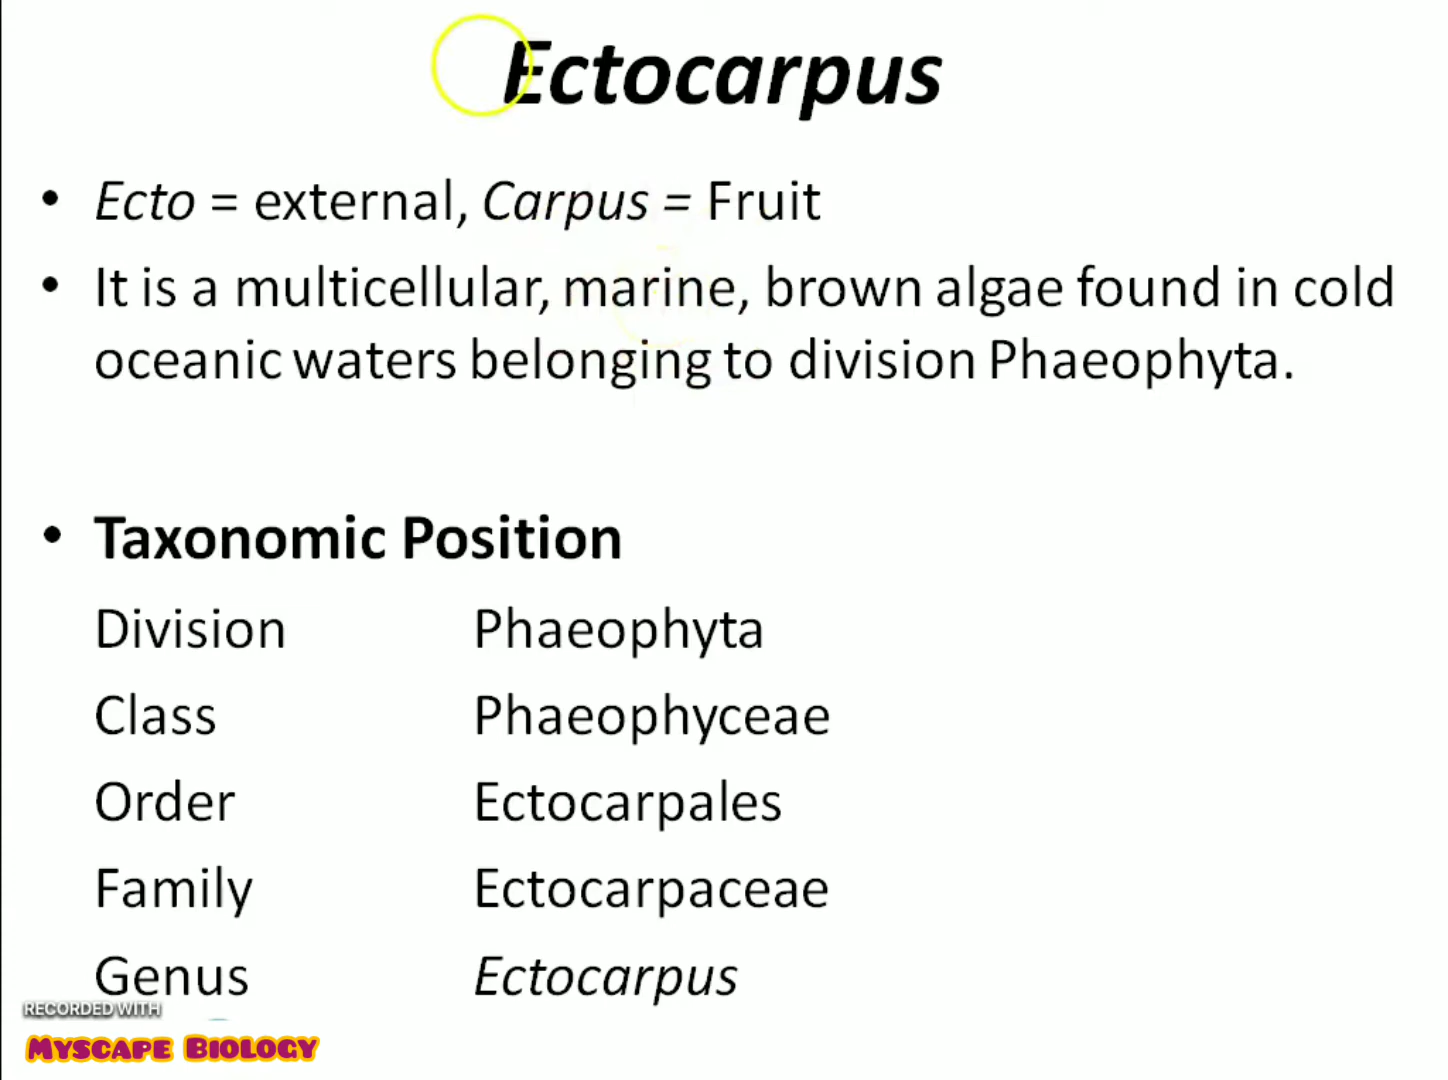 Ectocarpus
• Ecto = external, Carpus = Fruit
• It is a multicellular, marine, brown algae found in cold
oceanic waters belonging to division Phaeophyta.
• Taxonomic Position
Division Phaeophyta
Class Phaeophyceae
Order Ectocarpales
Family Ectocarpaceae
Genus Ectocarpus
RECORDED WITH
MYSCAPE BIOLOGY